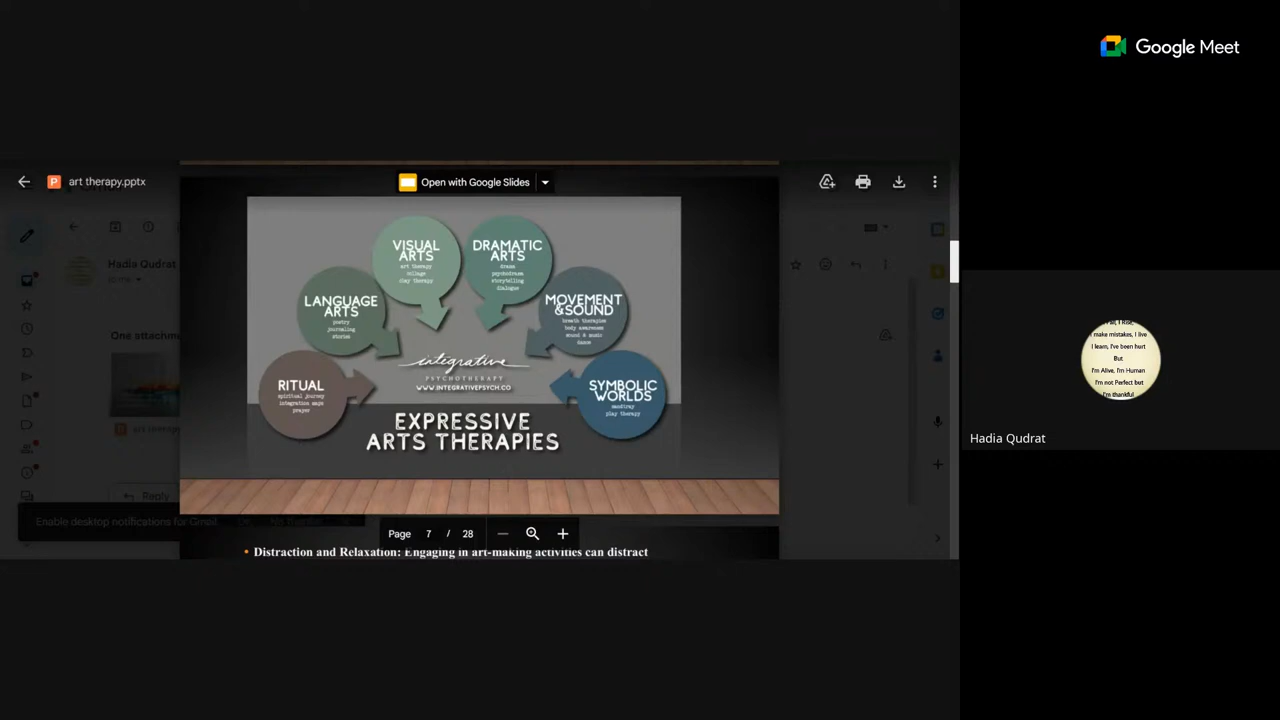 Google Meet
art therapy.pptx
Open with Google Slides
Hadia Qudrat
One attachment
VISUAL
ARTS
art therapy
collage
clay therapy
DRAMATIC
ARTS
drama
psychodrama
storytelling
dialogue
LANGUAGE
ARTS
poetry
journaling
stories
MOVEMENT
&SOUND
breath therapies
body awareness
sound & music
dance
RITUAL
spiritual journey
integration maps
prayer
integrative
PSYCHOTHERAPY
WWW.INTEGRATIVEPSYCH.CO
SYMBOLIC
WORLDS
sandtray
play therapy
EXPRESSIVE
ARTS THERAPIES
Reply
Enable desktop notifications for Gmail.
Page 7 / 28
• Distraction and Relaxation: Engaging in art-making activities can distract
make mistakes, I live
I learn, I've been hurt
But
I'm Alive, I'm Human
I'm not Perfect but
I'm thankful
Hadia Qudrat